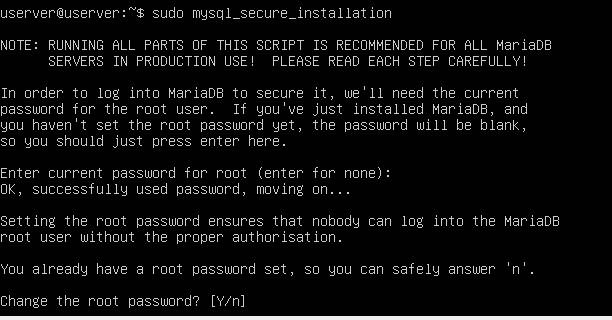 userver@userver:~$ sudo mysql_secure_installation
NOTE: RUNNING ALL PARTS OF THIS SCRIPT IS RECOMMENDED FOR ALL MariaDB
SERVERS IN PRODUCTION USE!  PLEASE READ EACH STEP CAREFULLY!
In order to log into MariaDB to secure it, we'll need the current
password for the root user.  If you've just installed MariaDB, and
you haven't set the root password yet, the password will be blank,
so you should just press enter here.
Enter current password for root (enter for none):
OK, successfully used password, moving on...
Setting the root password ensures that nobody can log into the MariaDB
root user without the proper authorisation.
You already have a root password set, so you can safely answer 'n'.
Change the root password? [Y/n]